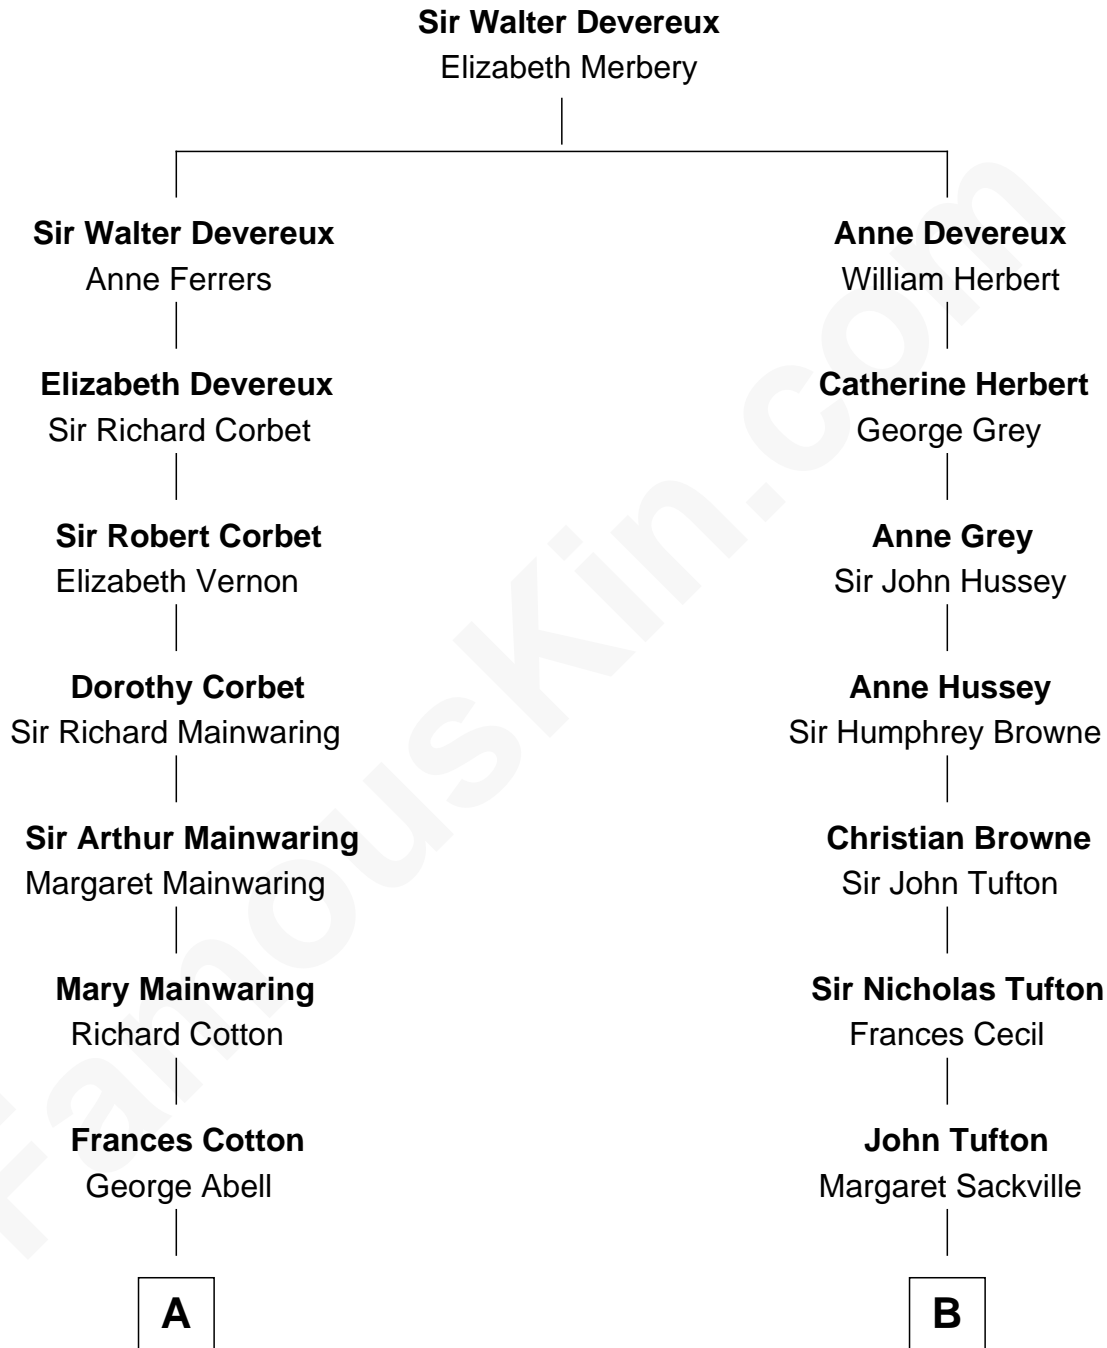 Sir Walter Devereux
Elizabeth Merbery
Sir Walter Devereux
Anne Ferrers
Elizabeth Devereux
Sir Richard Corbet
Sir Robert Corbet
Elizabeth Vernon
Dorothy Corbet
Sir Richard Mainwaring
Sir Arthur Mainwaring
Margaret Mainwaring
Mary Mainwaring
Richard Cotton
Frances Cotton
George Abell
A
Anne Devereux
William Herbert
Catherine Herbert
George Grey
Anne Grey
Sir John Hussey
Anne Hussey
Sir Humphrey Browne
Christian Browne
Sir John Tufton
Sir Nicholas Tufton
Frances Cecil
John Tufton
Margaret Sackville
B
FamousKin.com